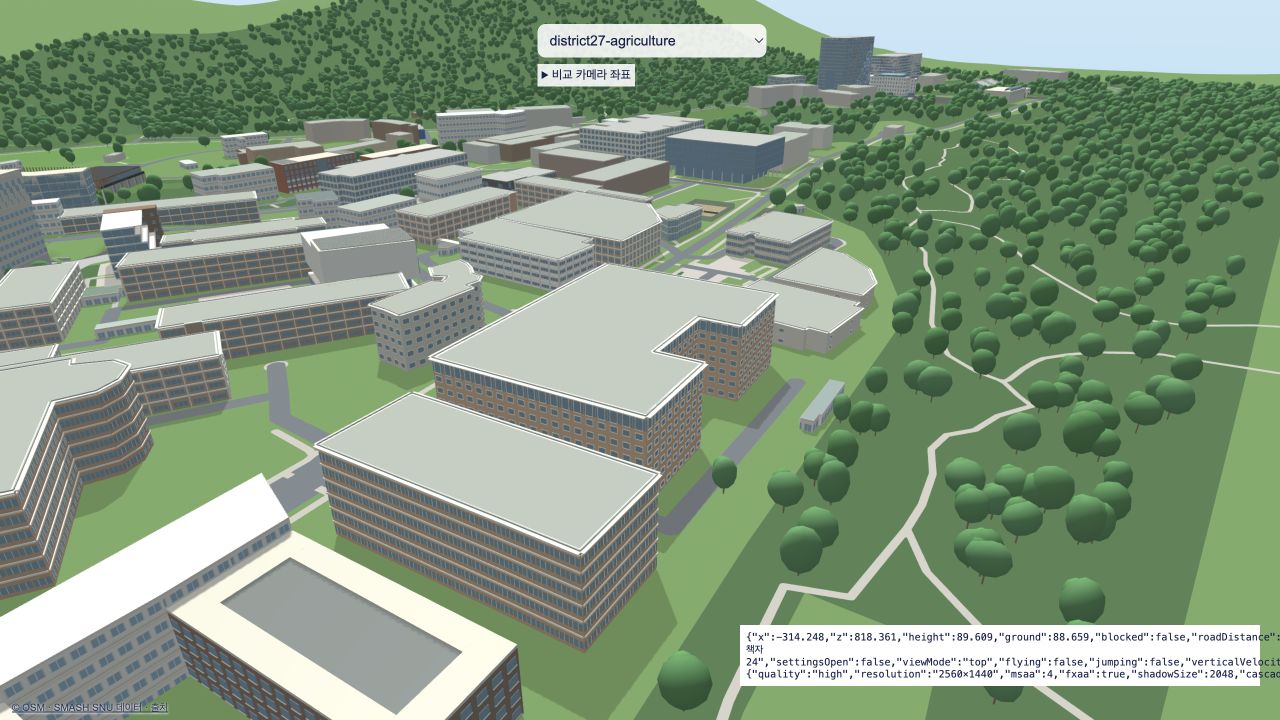 district27-agriculture
▶ 비교 카메라 좌표
{"x":-314.248,"z":818.361,"height":89.609,"ground":88.659,"blocked":false,"roadDistance":
책자
24","settingsOpen":false,"viewMode":"top","flying":false,"jumping":false,"verticalVelocit
{"quality":"high","resolution":"2560×1440","msaa":4,"fxaa":true,"shadowSize":2048,"cascad
© OSM · SMASH SNU 데이터 · 출처